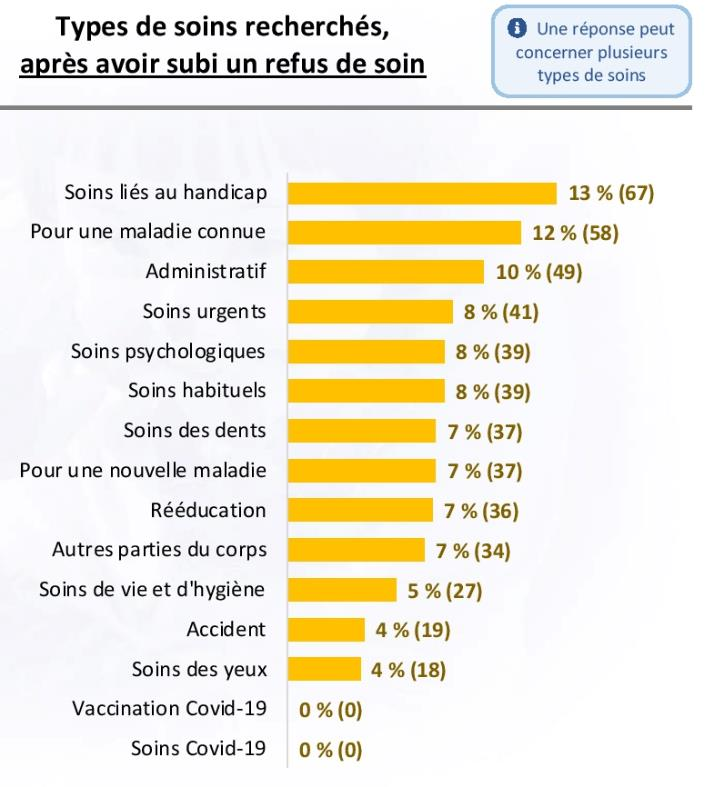 Types de soins recherchés,
après avoir subi un refus de soin
Une réponse peut
concerner plusieurs
types de soins
Soins liés au handicap 13 % (67)
Pour une maladie connue 12 % (58)
Administratif 10 % (49)
Soins urgents 8 % (41)
Soins psychologiques 8 % (39)
Soins habituels 8 % (39)
Soins des dents 7 % (37)
Pour une nouvelle maladie 7 % (37)
Rééducation 7 % (36)
Autres parties du corps 7 % (34)
Soins de vie et d'hygiène 5 % (27)
Accident 4 % (19)
Soins des yeux 4 % (18)
Vaccination Covid-19 0 % (0)
Soins Covid-19 0 % (0)